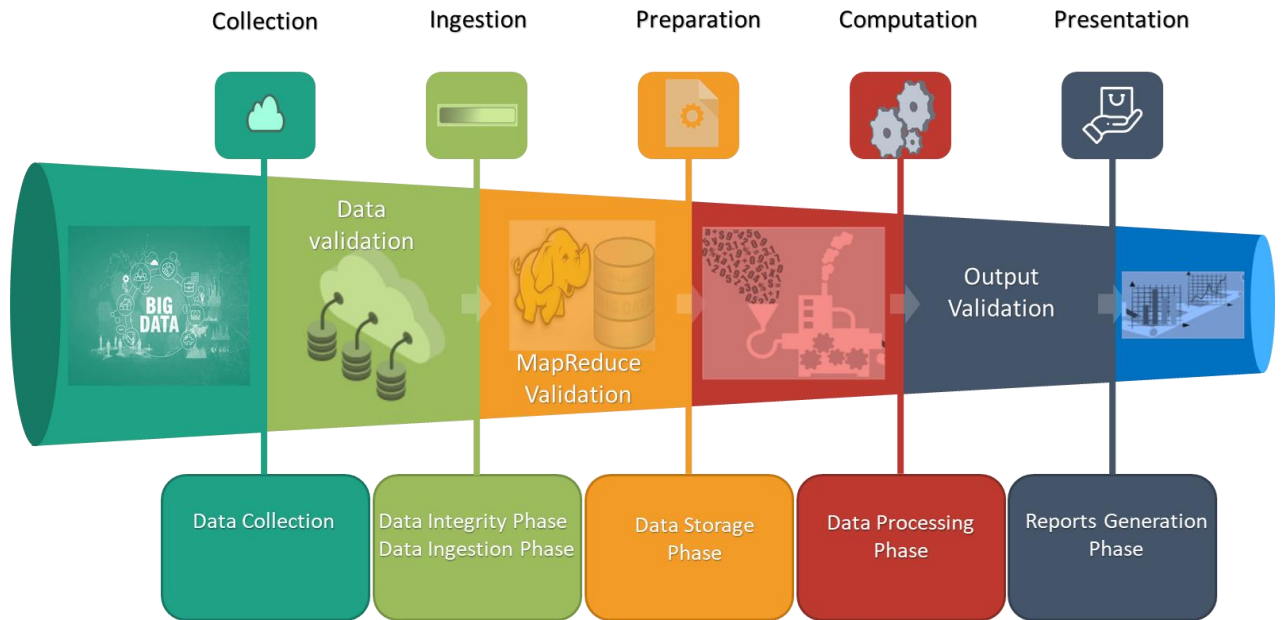 Collection
Ingestion
Preparation
Computation
Presentation
BIG
DATA
Data
validation
MapReduce
Validation
Output
Validation
Data Collection
Data Integrity Phase
Data Ingestion Phase
Data Storage
Phase
Data Processing
Phase
Reports Generation
Phase